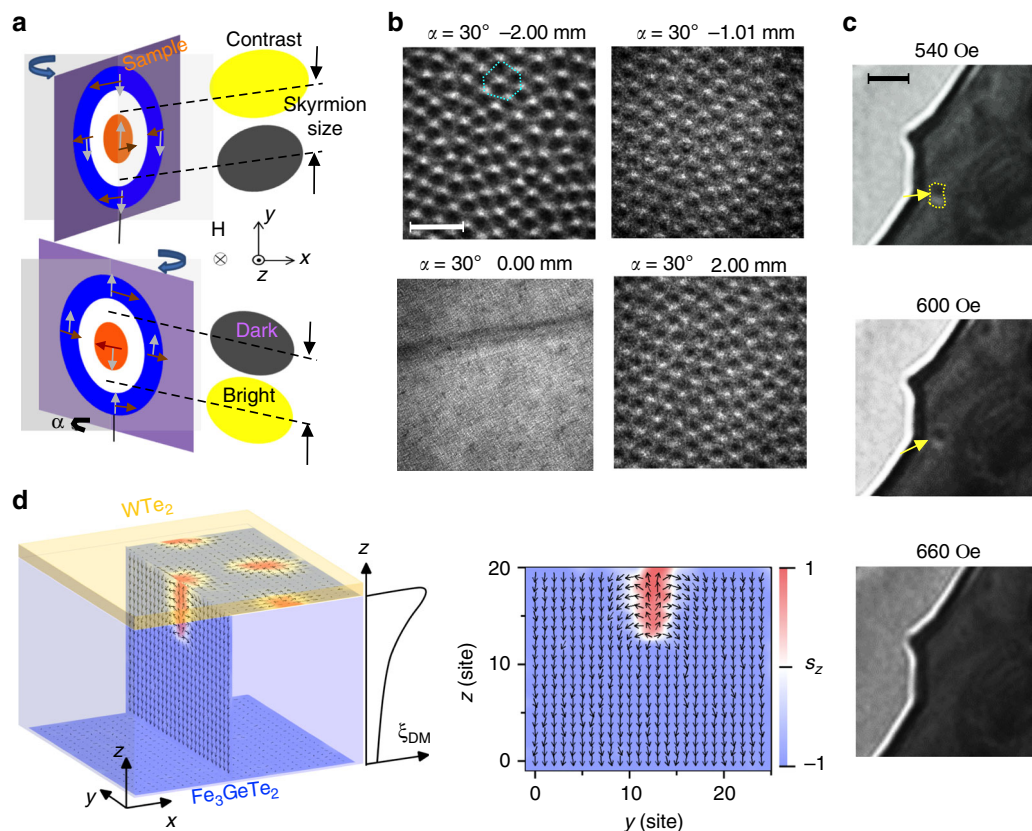 a
Sample
Contrast
Skyrmion
size
H
y
x
z
Dark
Bright
α
b
α = 30° –2.00 mm
α = 30° –1.01 mm
α = 30° 0.00 mm
α = 30° 2.00 mm
c
540 Oe
600 Oe
660 Oe
d
WTe₂
z
ξDM
z
y
x
Fe₃GeTe₂
20
10
0
z (site)
0
10
20
y (site)
1
sz
–1